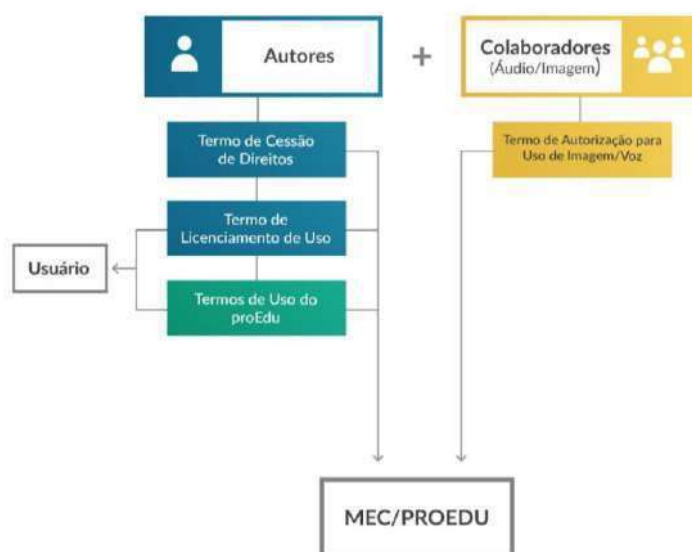 Autores
+
Colaboradores
(Áudio/Imagem)
Termo de Cessão
de Direitos
Termo de Autorização para
Uso de Imagem/Voz
Termo de
Licenciamento de Uso
Usuário
Termos de Uso do
proEdu
MEC/PROEDU